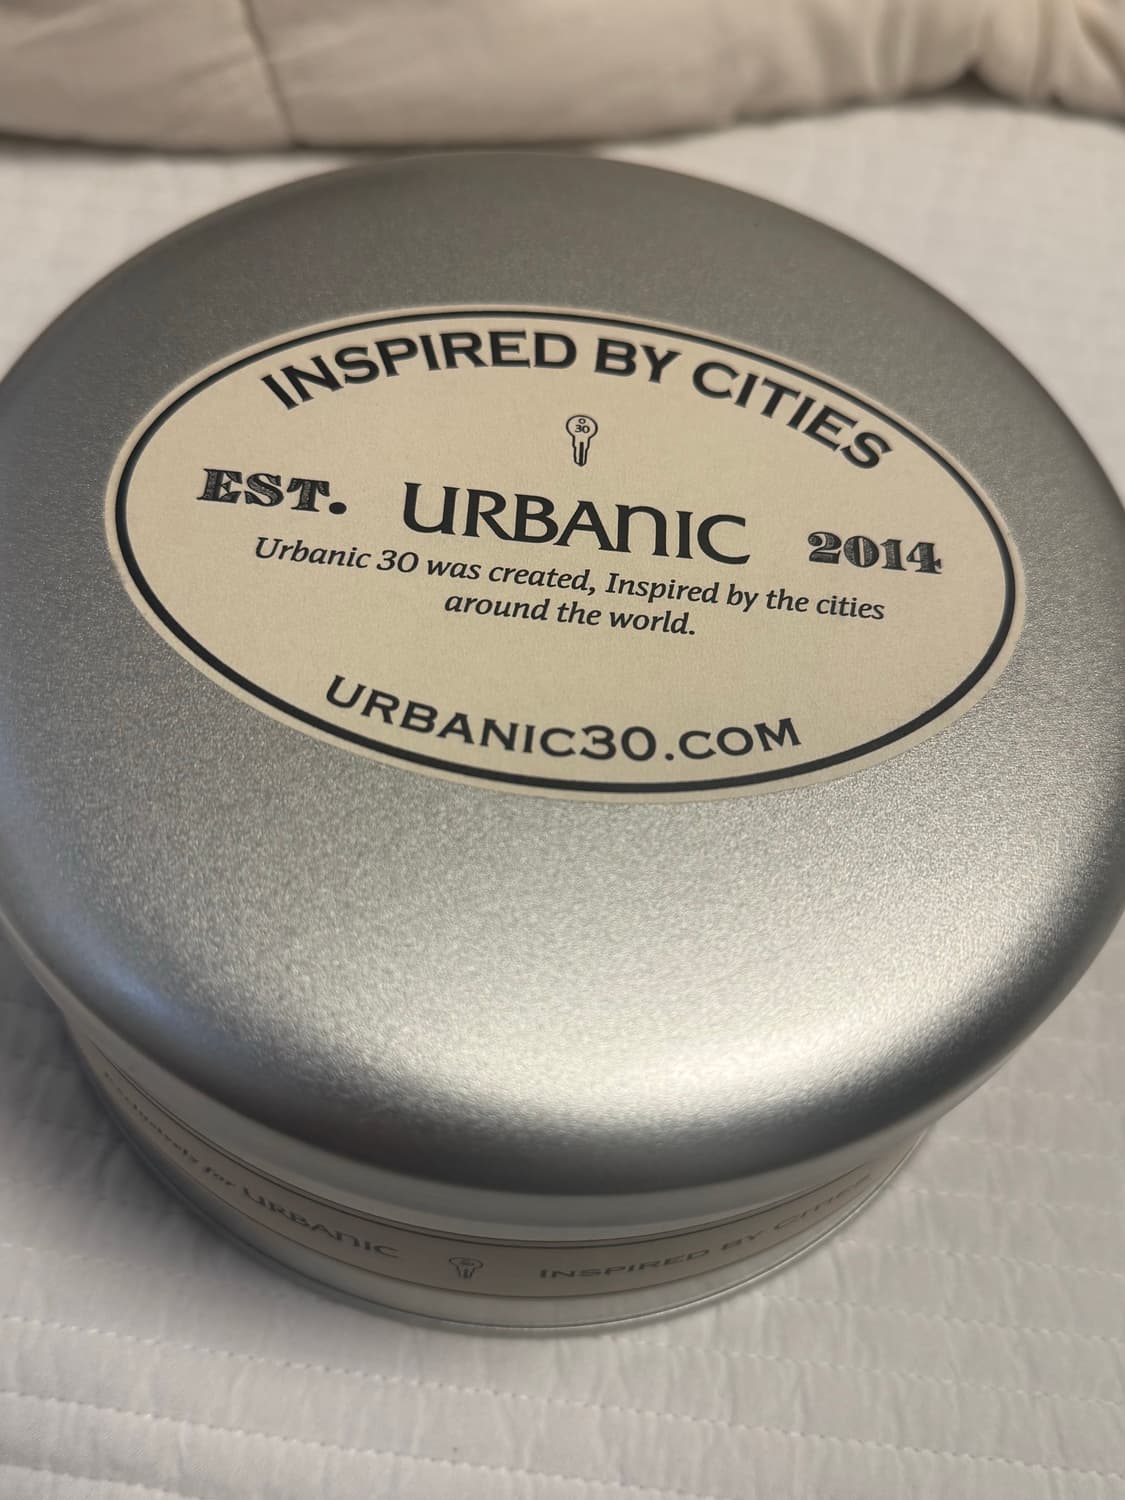 INSPIRED BY CITIES
30
EST. URBANIC 2014
Urbanic 30 was created, Inspired by the cities
around the world.
URBANIC30.COM
for URBANIC INSPIRED BY CITIES